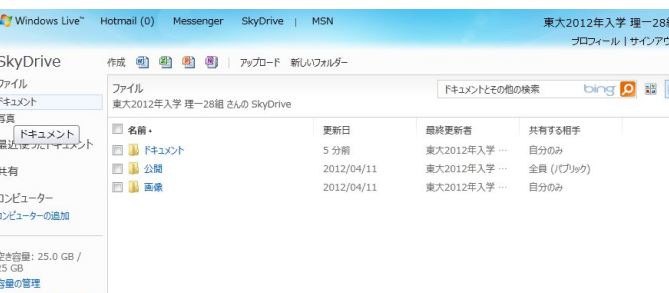 Windows Live™ Hotmail (0) Messenger SkyDrive | MSN 東大2012年入学 理一28組
プロフィール | サインアウ
SkyDrive
作成 アップロード 新しいフォルダー
ファイル
ドキュメント
写真
ドキュメント
最近使ったドキュメント
共有
コンピューター
コンピューターの追加
空き容量: 25.0 GB /
25 GB
容量の管理
ファイル
東大2012年入学 理一28組 さんの SkyDrive
ドキュメントとその他の検索 bing
名前 更新日 最終更新者 共有する相手
ドキュメント 5 分前 東大2012年入学 … 自分のみ
公開 2012/04/11 東大2012年入学 … 全員 (パブリック)
画像 2012/04/11 東大2012年入学 … 自分のみ